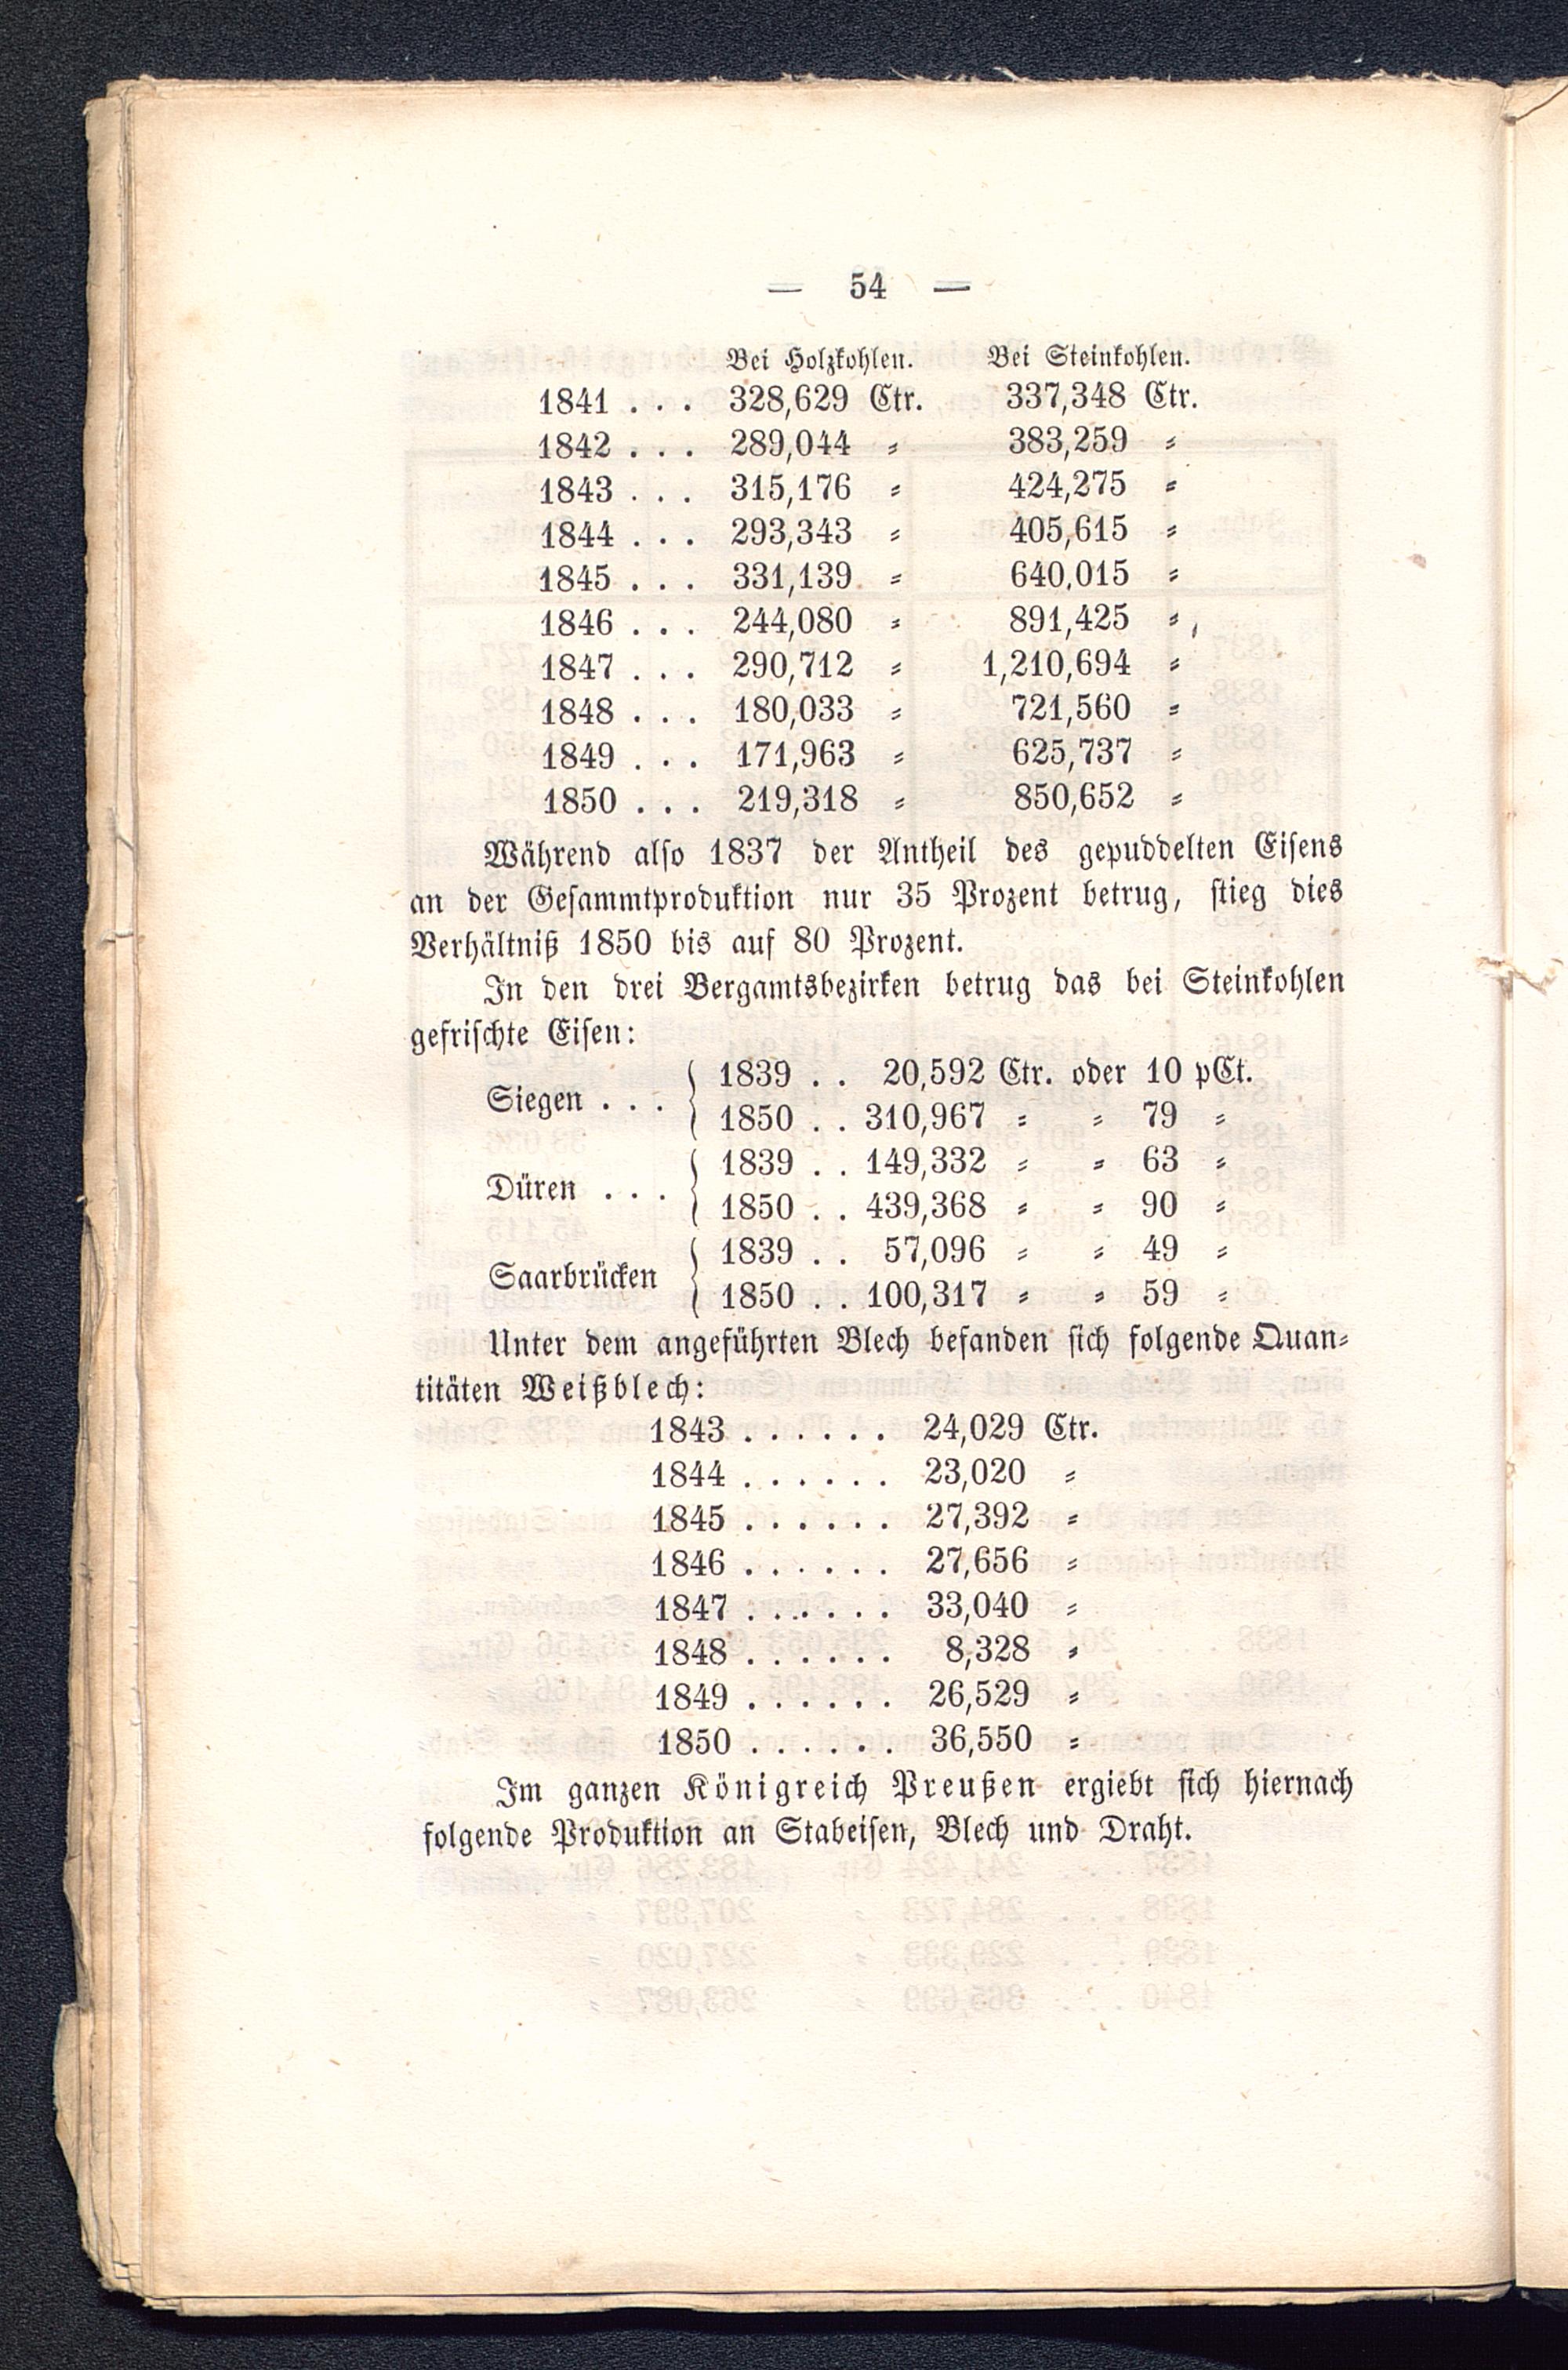 — 54 —
Bei Holzkohlen. Bei Steinkohlen.
1841 . . . 328,629 Ctr. 337,348 Ctr.
1842 . . . 289,044 „ 383,259 „
1843 . . . 315,176 „ 424,275 „
1844 . . . 293,343 „ 405,615 „
1845 . . . 331,139 „ 640,015 „
1846 . . . 244,080 „ 891,425 „
1847 . . . 290,712 „ 1,210,694 „
1848 . . . 180,033 „ 721,560 „
1849 . . . 171,963 „ 625,737 „
1850 . . . 219,318 „ 850,652 „
Während also 1837 der Antheil des gepuddelten Eisens
an der Gesammtproduktion nur 35 Prozent betrug, stieg dies
Verhältniß 1850 bis auf 80 Prozent.
In den drei Bergamtsbezirken betrug das bei Steinkohlen
gefrischte Eisen:
Siegen . . . { 1839 . . 20,592 Ctr. oder 10 pCt.
1850 . . 310,967 „ „ 79 „
Düren . . . { 1839 . . 149,332 „ „ 63 „
1850 . . 439,368 „ „ 90 „
Saarbrücken { 1839 . . 57,096 „ „ 49 „
1850 . . 100,317 „ „ 59 „
Unter dem angeführten Blech befanden sich folgende Quan-
titäten Weißblech:
1843 . . . . . . 24,029 Ctr.
1844 . . . . . . 23,020 „
1845 . . . . . . 27,392 „
1846 . . . . . . 27,656 „
1847 . . . . . . 33,040 „
1848 . . . . . . 8,328 „
1849 . . . . . . 26,529 „
1850 . . . . . . 36,550 „
Im ganzen Königreich Preußen ergiebt sich hiernach
folgende Produktion an Stabeisen, Blech und Draht.